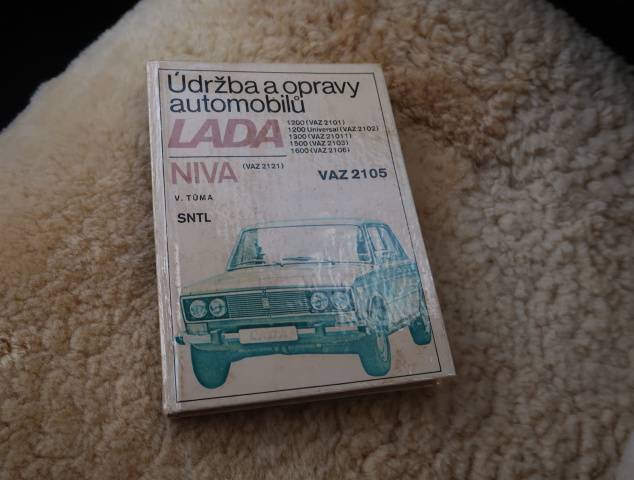 Údržba a opravy
automobilů
LADA
1200 (VAZ 2101)
1200 Universal (VAZ 2102)
1300 (VAZ 21011)
1500 (VAZ 2103)
1600 (VAZ 2106)
NIVA (VAZ 2121)
VAZ 2105
V. TŮMA
SNTL
LADA